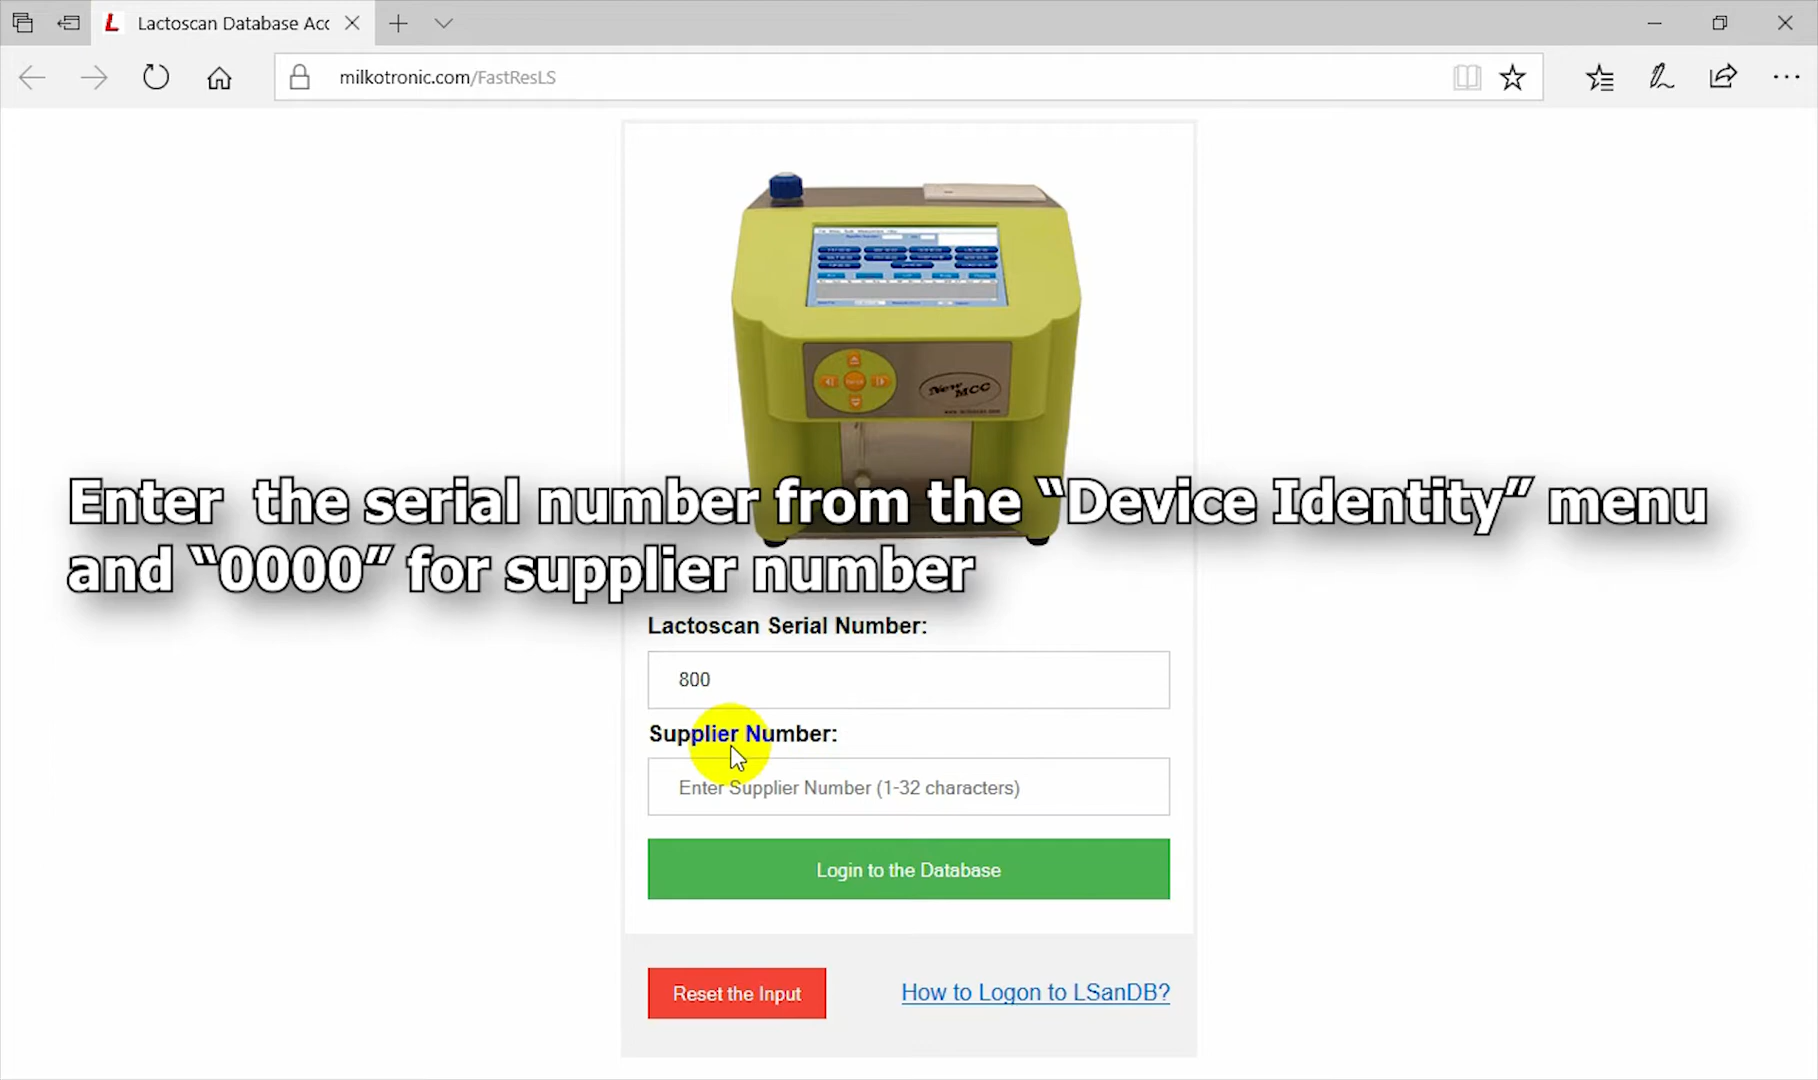 Lactoscan Database Acc
milkotronic.com/FastResLS
New
MCC
Enter the serial number from the “Device Identity” menu
and “0000” for supplier number
Lactoscan Serial Number:
800
Supplier Number:
Enter Supplier Number (1-32 characters)
Login to the Database
Reset the Input
How to Logon to LSanDB?